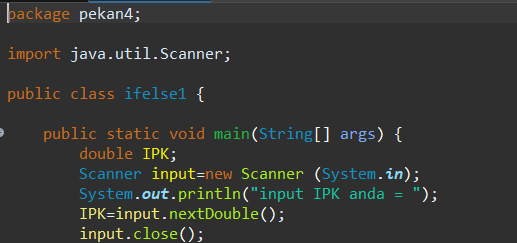 package pekan4;
import java.util.Scanner;
public class ifelse1 {
public static void main(String[] args) {
double IPK;
Scanner input=new Scanner (System.in);
System.out.println("input IPK anda = ");
IPK=input.nextDouble();
input.close();